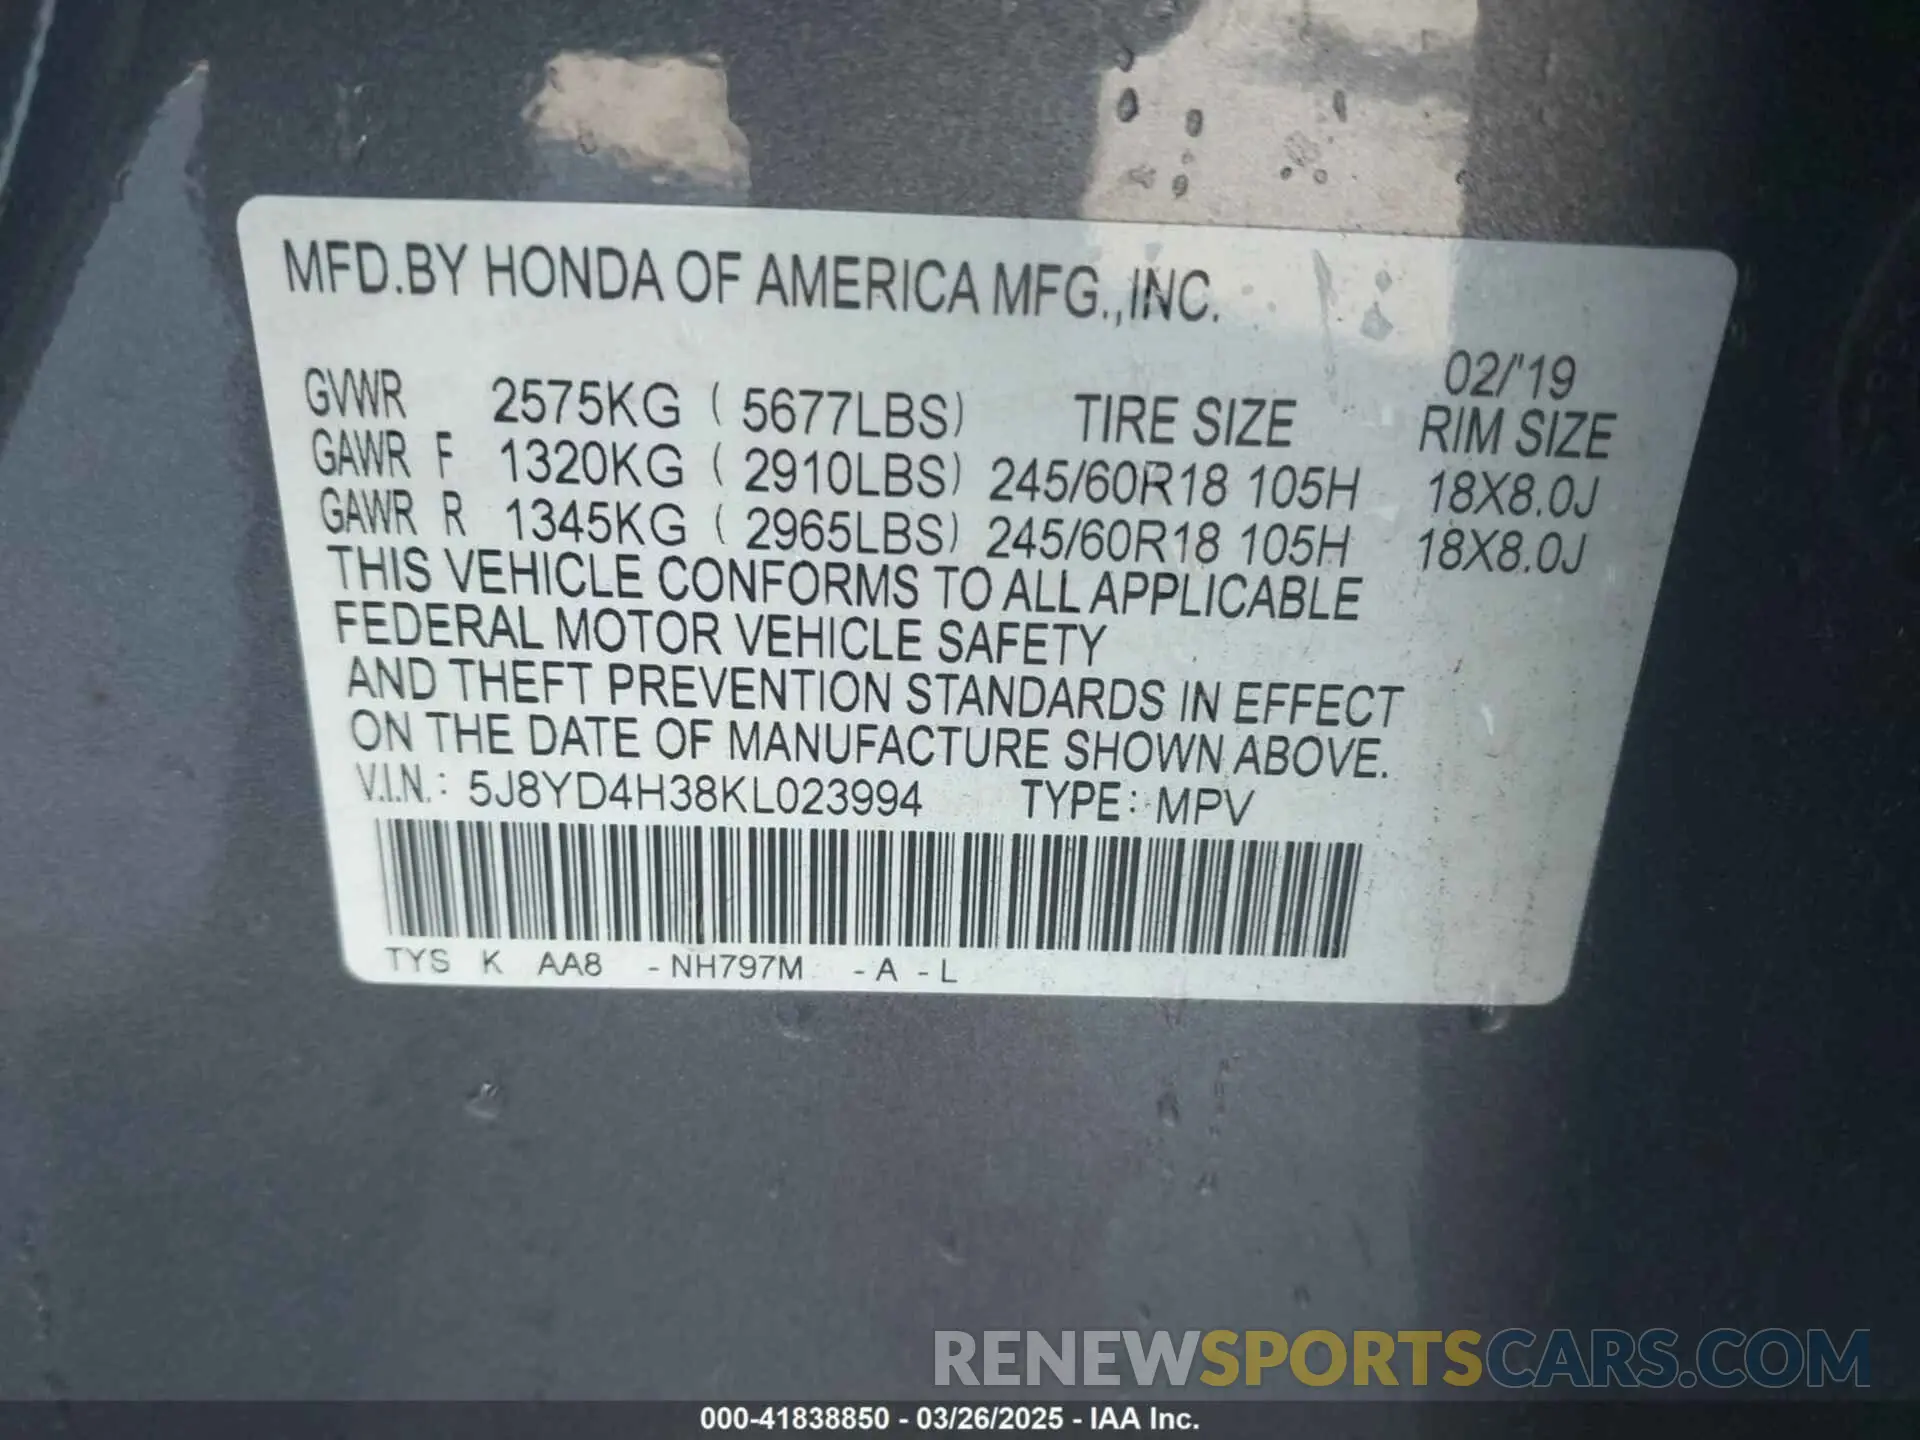 MFD.BY HONDA OF AMERICA MFG.,INC.
02/'19
GVWR 2575KG ( 5677LBS) TIRE SIZE RIM SIZE
GAWR F 1320KG ( 2910LBS) 245/60R18 105H 18X8.0J
GAWR R 1345KG ( 2965LBS) 245/60R18 105H 18X8.0J
THIS VEHICLE CONFORMS TO ALL APPLICABLE
FEDERAL MOTOR VEHICLE SAFETY
AND THEFT PREVENTION STANDARDS IN EFFECT
ON THE DATE OF MANUFACTURE SHOWN ABOVE.
V.I.N.: 5J8YD4H38KL023994 TYPE: MPV
TYS K AA8 - NH797M - A - L
RENEWSPORTSCARS.COM
000-41838850 - 03/26/2025 - IAA Inc.